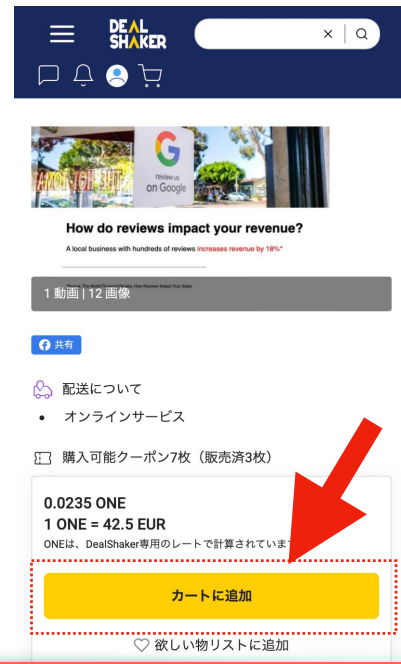 DEAL
SHAKER
review us
on Google
How do reviews impact your revenue?
A local business with hundreds of reviews increases revenue by 18%*
1 動画 | 12 画像
共有
配送について
• オンラインサービス
購入可能クーポン7枚（販売済3枚）
0.0235 ONE
1 ONE = 42.5 EUR
ONEは、DealShaker専用のレートで計算されていま
カートに追加
欲しい物リストに追加